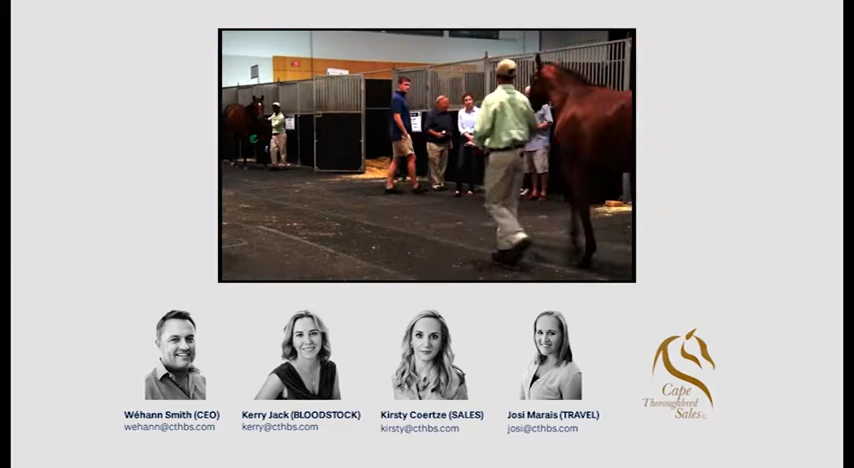 Wéhann Smith (CEO)
wehann@cthbs.com
Kerry Jack (BLOODSTOCK)
kerry@cthbs.com
Kirsty Coertze (SALES)
kirsty@cthbs.com
Josi Marais (TRAVEL)
josi@cthbs.com
Cape
Thoroughbred
Sales